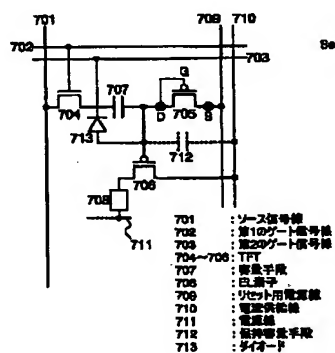 701 709 710
702 Se
703
707 G
704 D 705 S
713
712
706
708
711
701 : ソース信号線
702 : 第1のゲート信号線
703 : 第2のゲート信号線
704〜706 : TFT
707 : 容量手段
708 : EL素子
709 : リセット用電源線
710 : 電流供給線
711 : 電源線
712 : 保持容量手段
713 : ダイオード